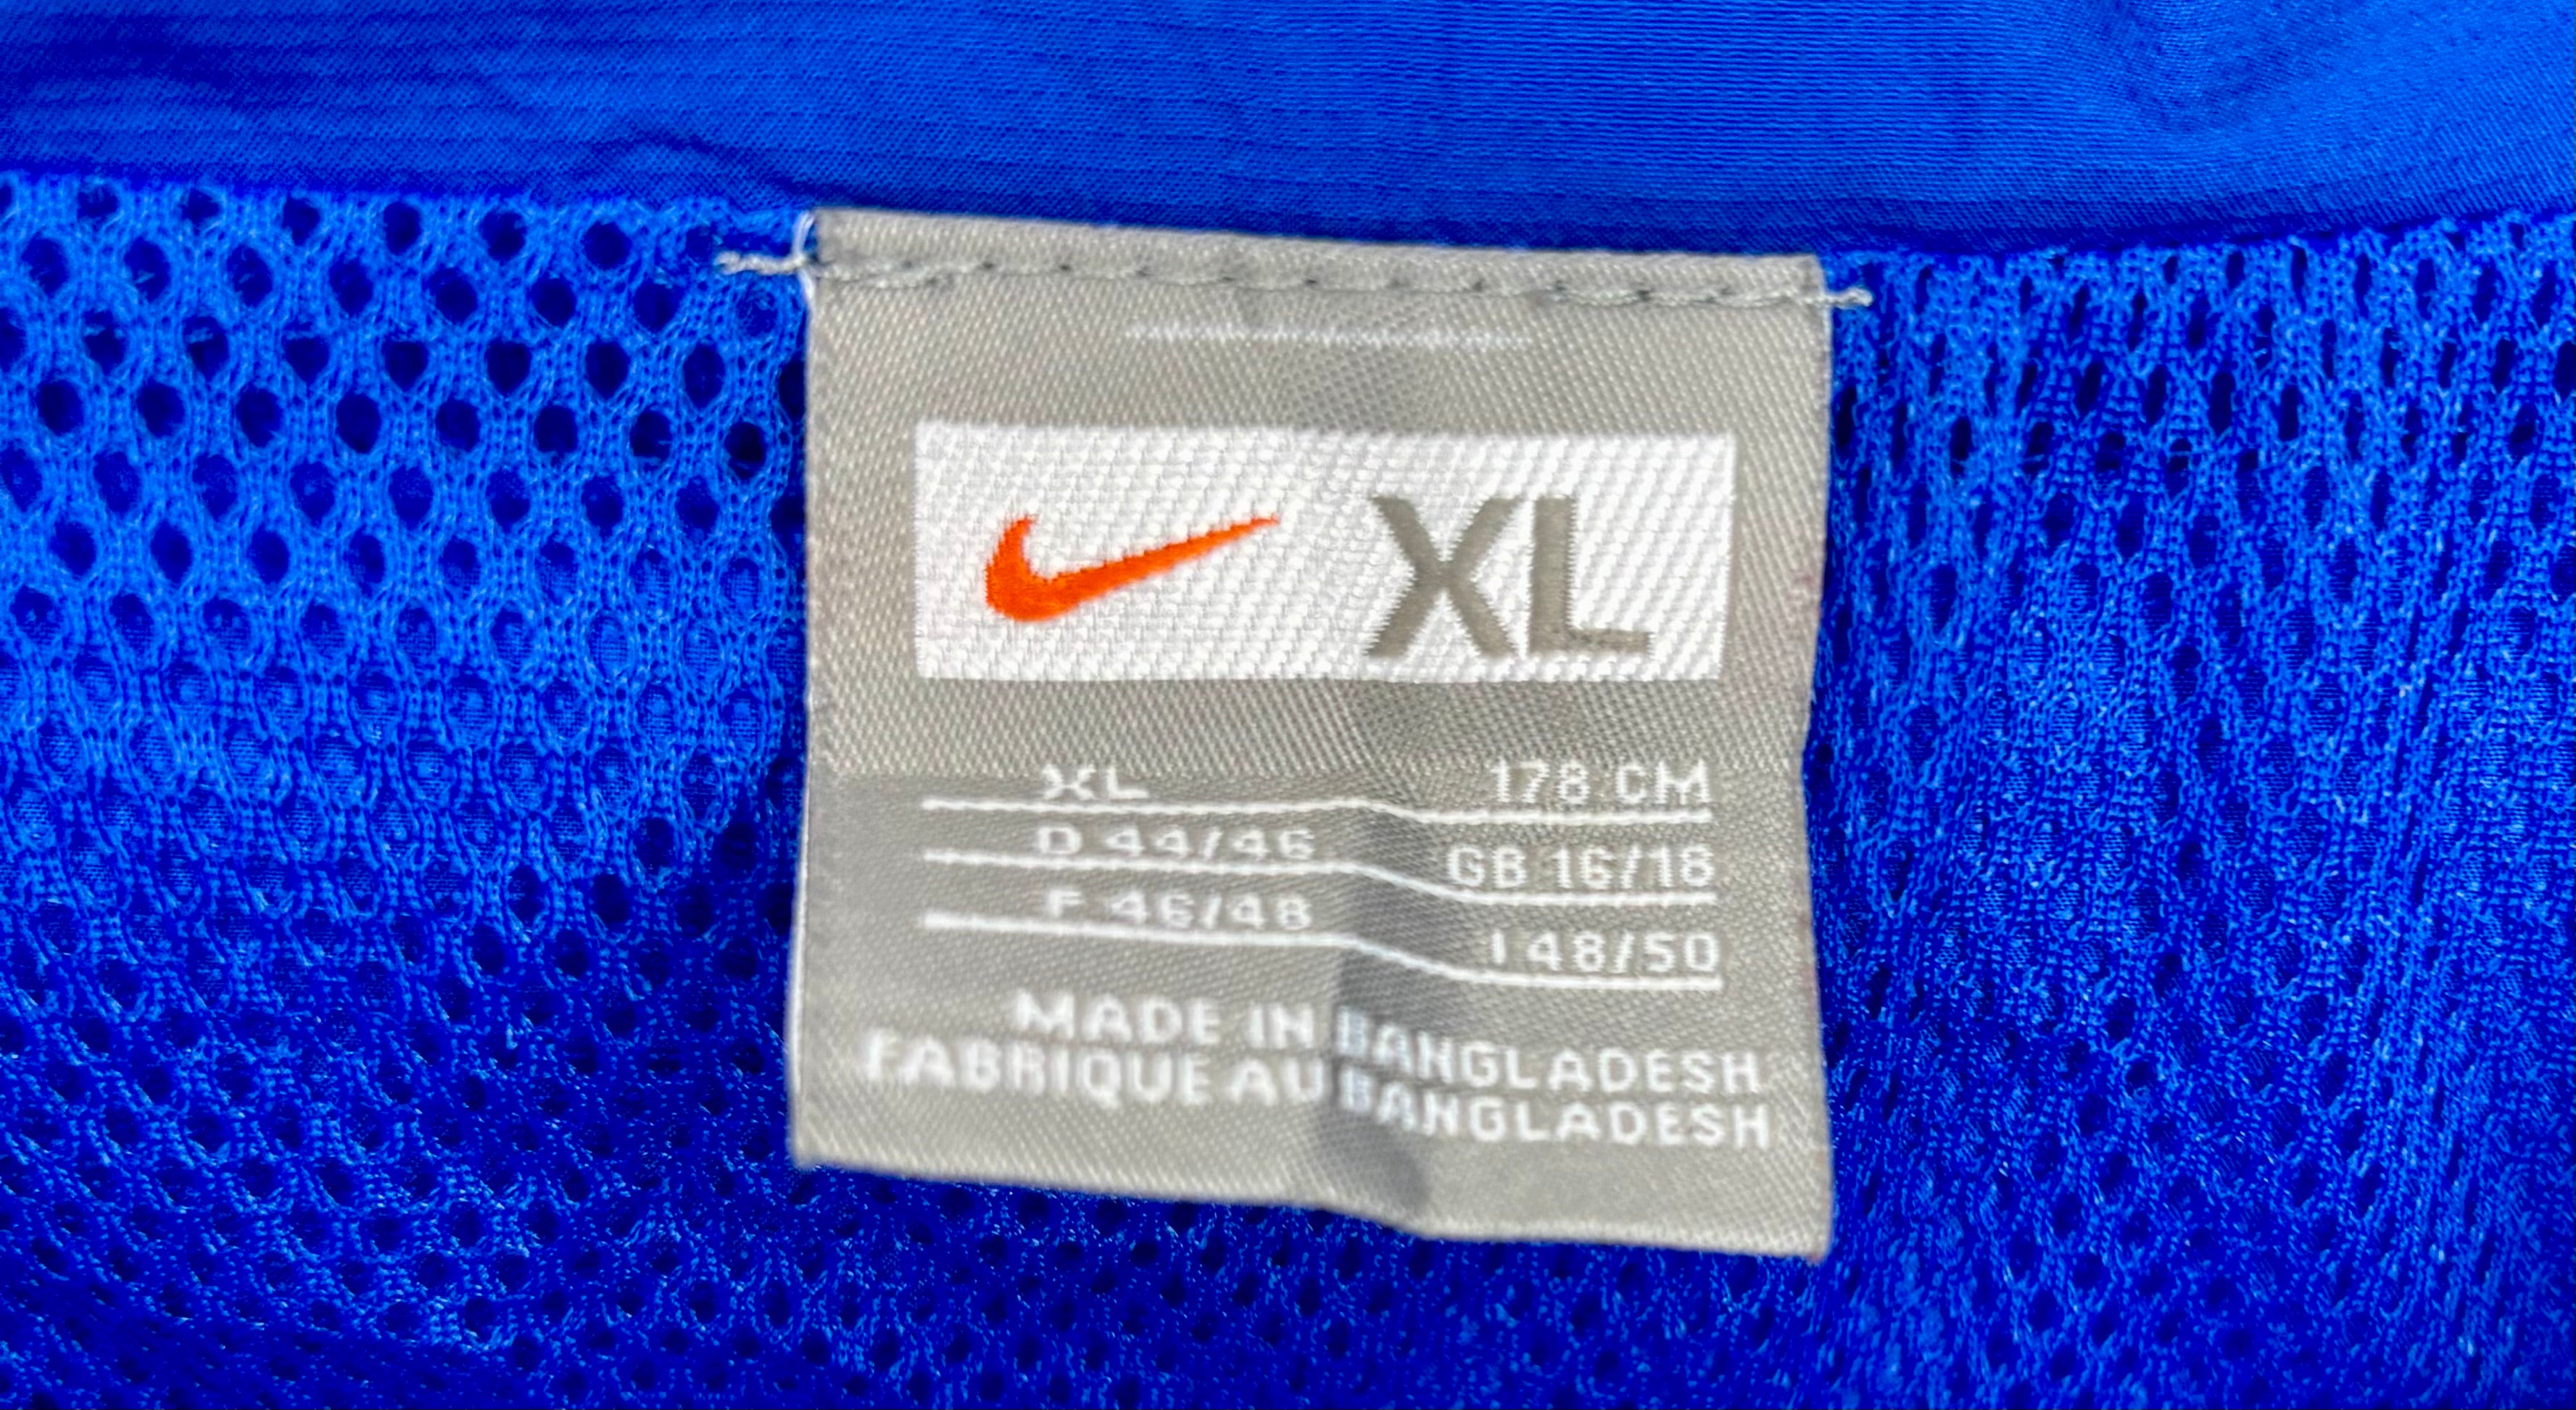 XL
XL 178 CM
D 44/46 GB 16/18
F 46/48 I 48/50
MADE IN BANGLADESH
FABRIQUE AU BANGLADESH